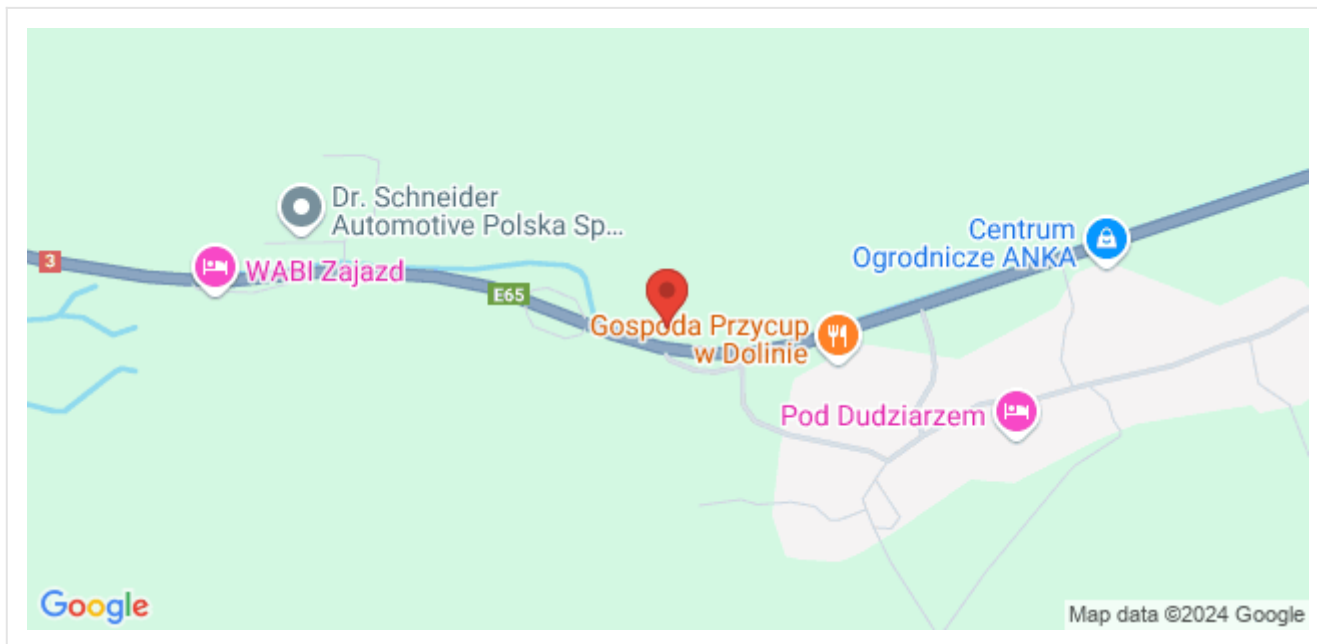 Dr. Schneider
Automotive Polska Sp...
Centrum
Ogrodnicze ANKA
3
WABI Zajazd
E65
Gospoda Przycup
w Dolinie
Pod Dudziarzem
Google
Map data ©2024 Google